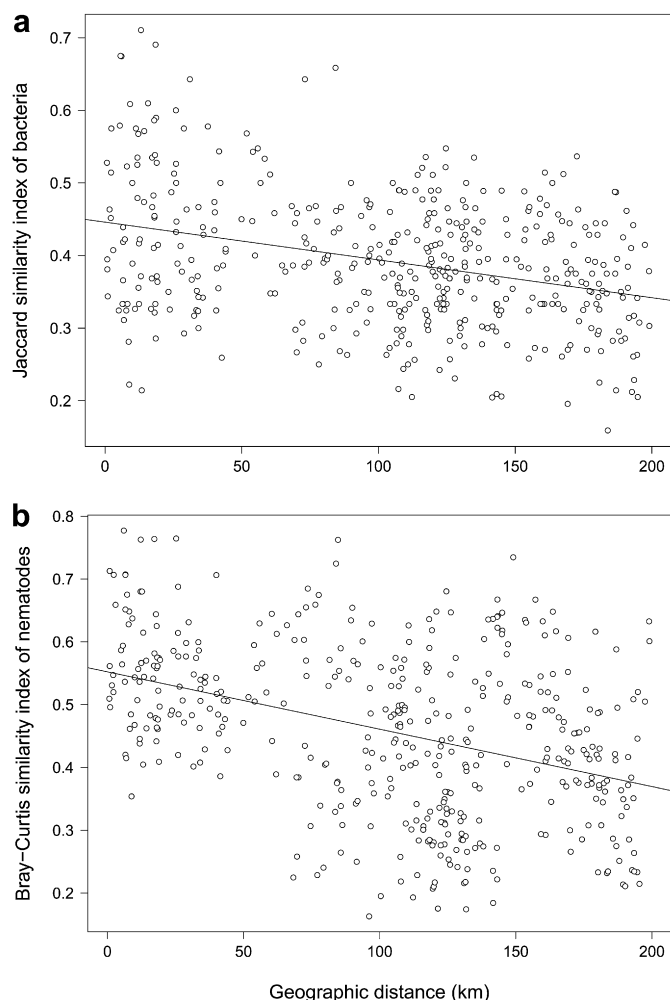 a
Jaccard similarity index of bacteria
0.7
0.6
0.5
0.4
0.3
0.2
0 50 100 150 200
b
Bray−Curtis similarity index of nematodes
0.8
0.7
0.6
0.5
0.4
0.3
0.2
0 50 100 150 200
Geographic distance (km)